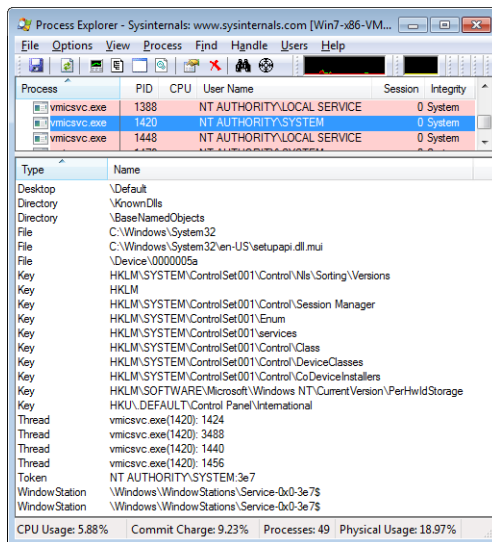 Process Explorer - Sysinternals: www.sysinternals.com [Win7-x86-VM...
File Options View Process Find Handle Users Help
Process PID CPU User Name Session Integrity
vmicsvc.exe 1388 NT AUTHORITY\LOCAL SERVICE 0 System
vmicsvc.exe 1420 NT AUTHORITY\SYSTEM 0 System
vmicsvc.exe 1448 NT AUTHORITY\LOCAL SERVICE 0 System
Type Name
Desktop \Default
Directory \KnownDlls
Directory \BaseNamedObjects
File C:\Windows\System32
File C:\Windows\System32\en-US\setupapi.dll.mui
File \Device\0000005a
Key HKLM\SYSTEM\ControlSet001\Control\Nls\Sorting\Versions
Key HKLM
Key HKLM\SYSTEM\ControlSet001\Control\Session Manager
Key HKLM\SYSTEM\ControlSet001\Enum
Key HKLM\SYSTEM\ControlSet001\services
Key HKLM\SYSTEM\ControlSet001\Control\Class
Key HKLM\SYSTEM\ControlSet001\Control\DeviceClasses
Key HKLM\SYSTEM\ControlSet001\Control\CoDeviceInstallers
Key HKLM\SOFTWARE\Microsoft\Windows NT\CurrentVersion\PerHwIdStorage
Key HKU\.DEFAULT\Control Panel\International
Thread vmicsvc.exe(1420): 1424
Thread vmicsvc.exe(1420): 3488
Thread vmicsvc.exe(1420): 1440
Thread vmicsvc.exe(1420): 1456
Token NT AUTHORITY\SYSTEM:3e7
WindowStation \Windows\WindowStations\Service-0x0-3e7$
WindowStation \Windows\WindowStations\Service-0x0-3e7$
CPU Usage: 5.88% Commit Charge: 9.23% Processes: 49 Physical Usage: 18.97%